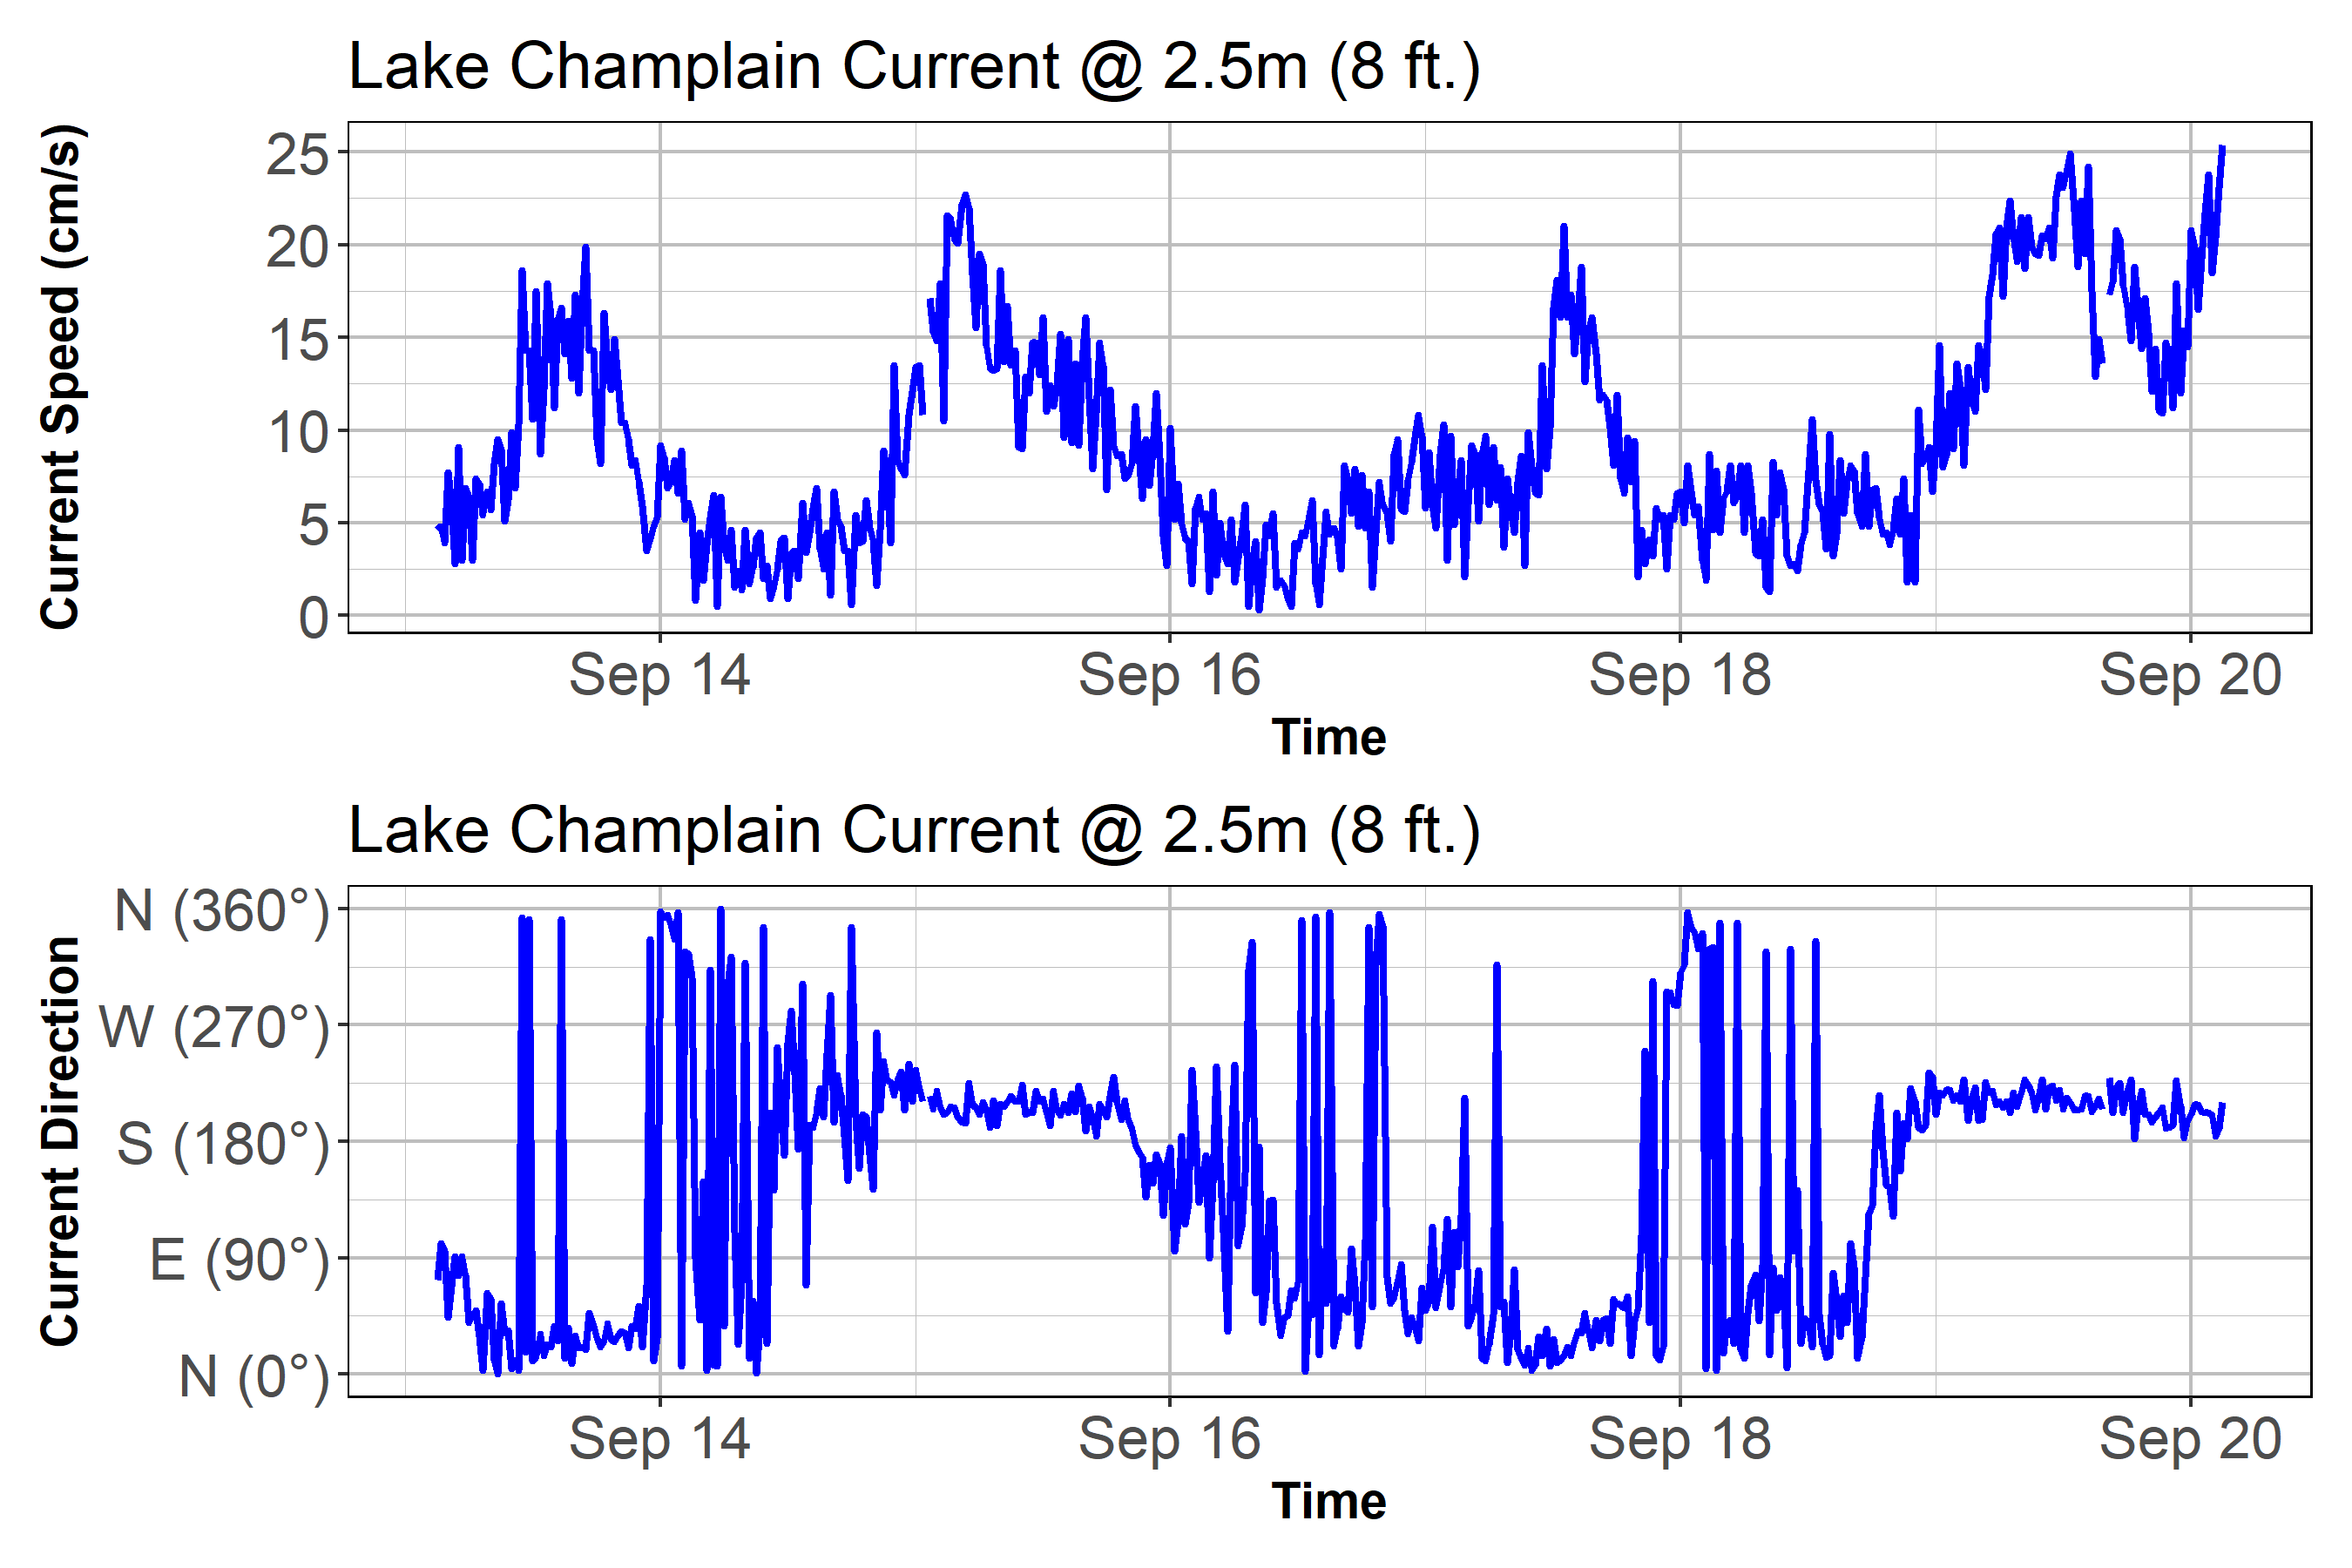 Lake Champlain Current @ 2.5m (8 ft.)
Current Speed (cm/s)
25
20
15
10
5
0
Sep 14 Sep 16 Sep 18 Sep 20
Time
Lake Champlain Current @ 2.5m (8 ft.)
Current Direction
N (360°)
W (270°)
S (180°)
E (90°)
N (0°)
Sep 14 Sep 16 Sep 18 Sep 20
Time